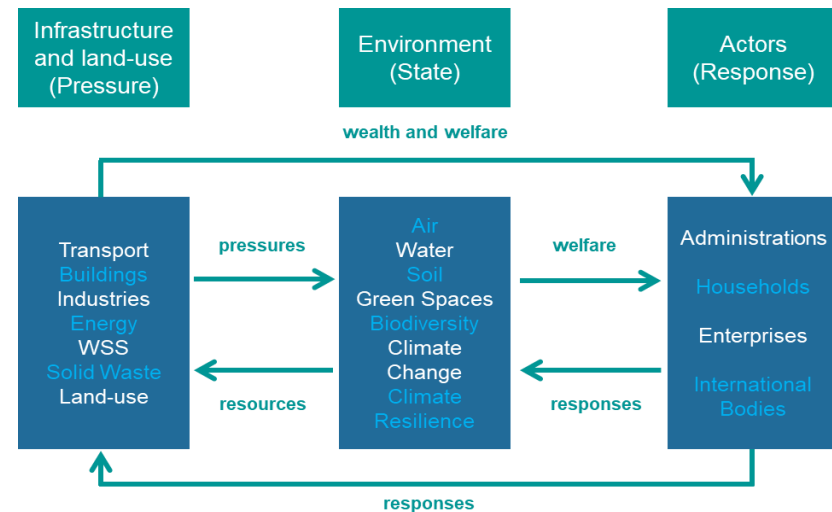 Infrastructure
and land-use
(Pressure)
Environment
(State)
Actors
(Response)
wealth and welfare
Transport
Buildings
Industries
Energy
WSS
Solid Waste
Land-use
pressures
resources
Air
Water
Soil
Green Spaces
Biodiversity
Climate
Change
Climate
Resilience
welfare
responses
Administrations
Households
Enterprises
International
Bodies
responses